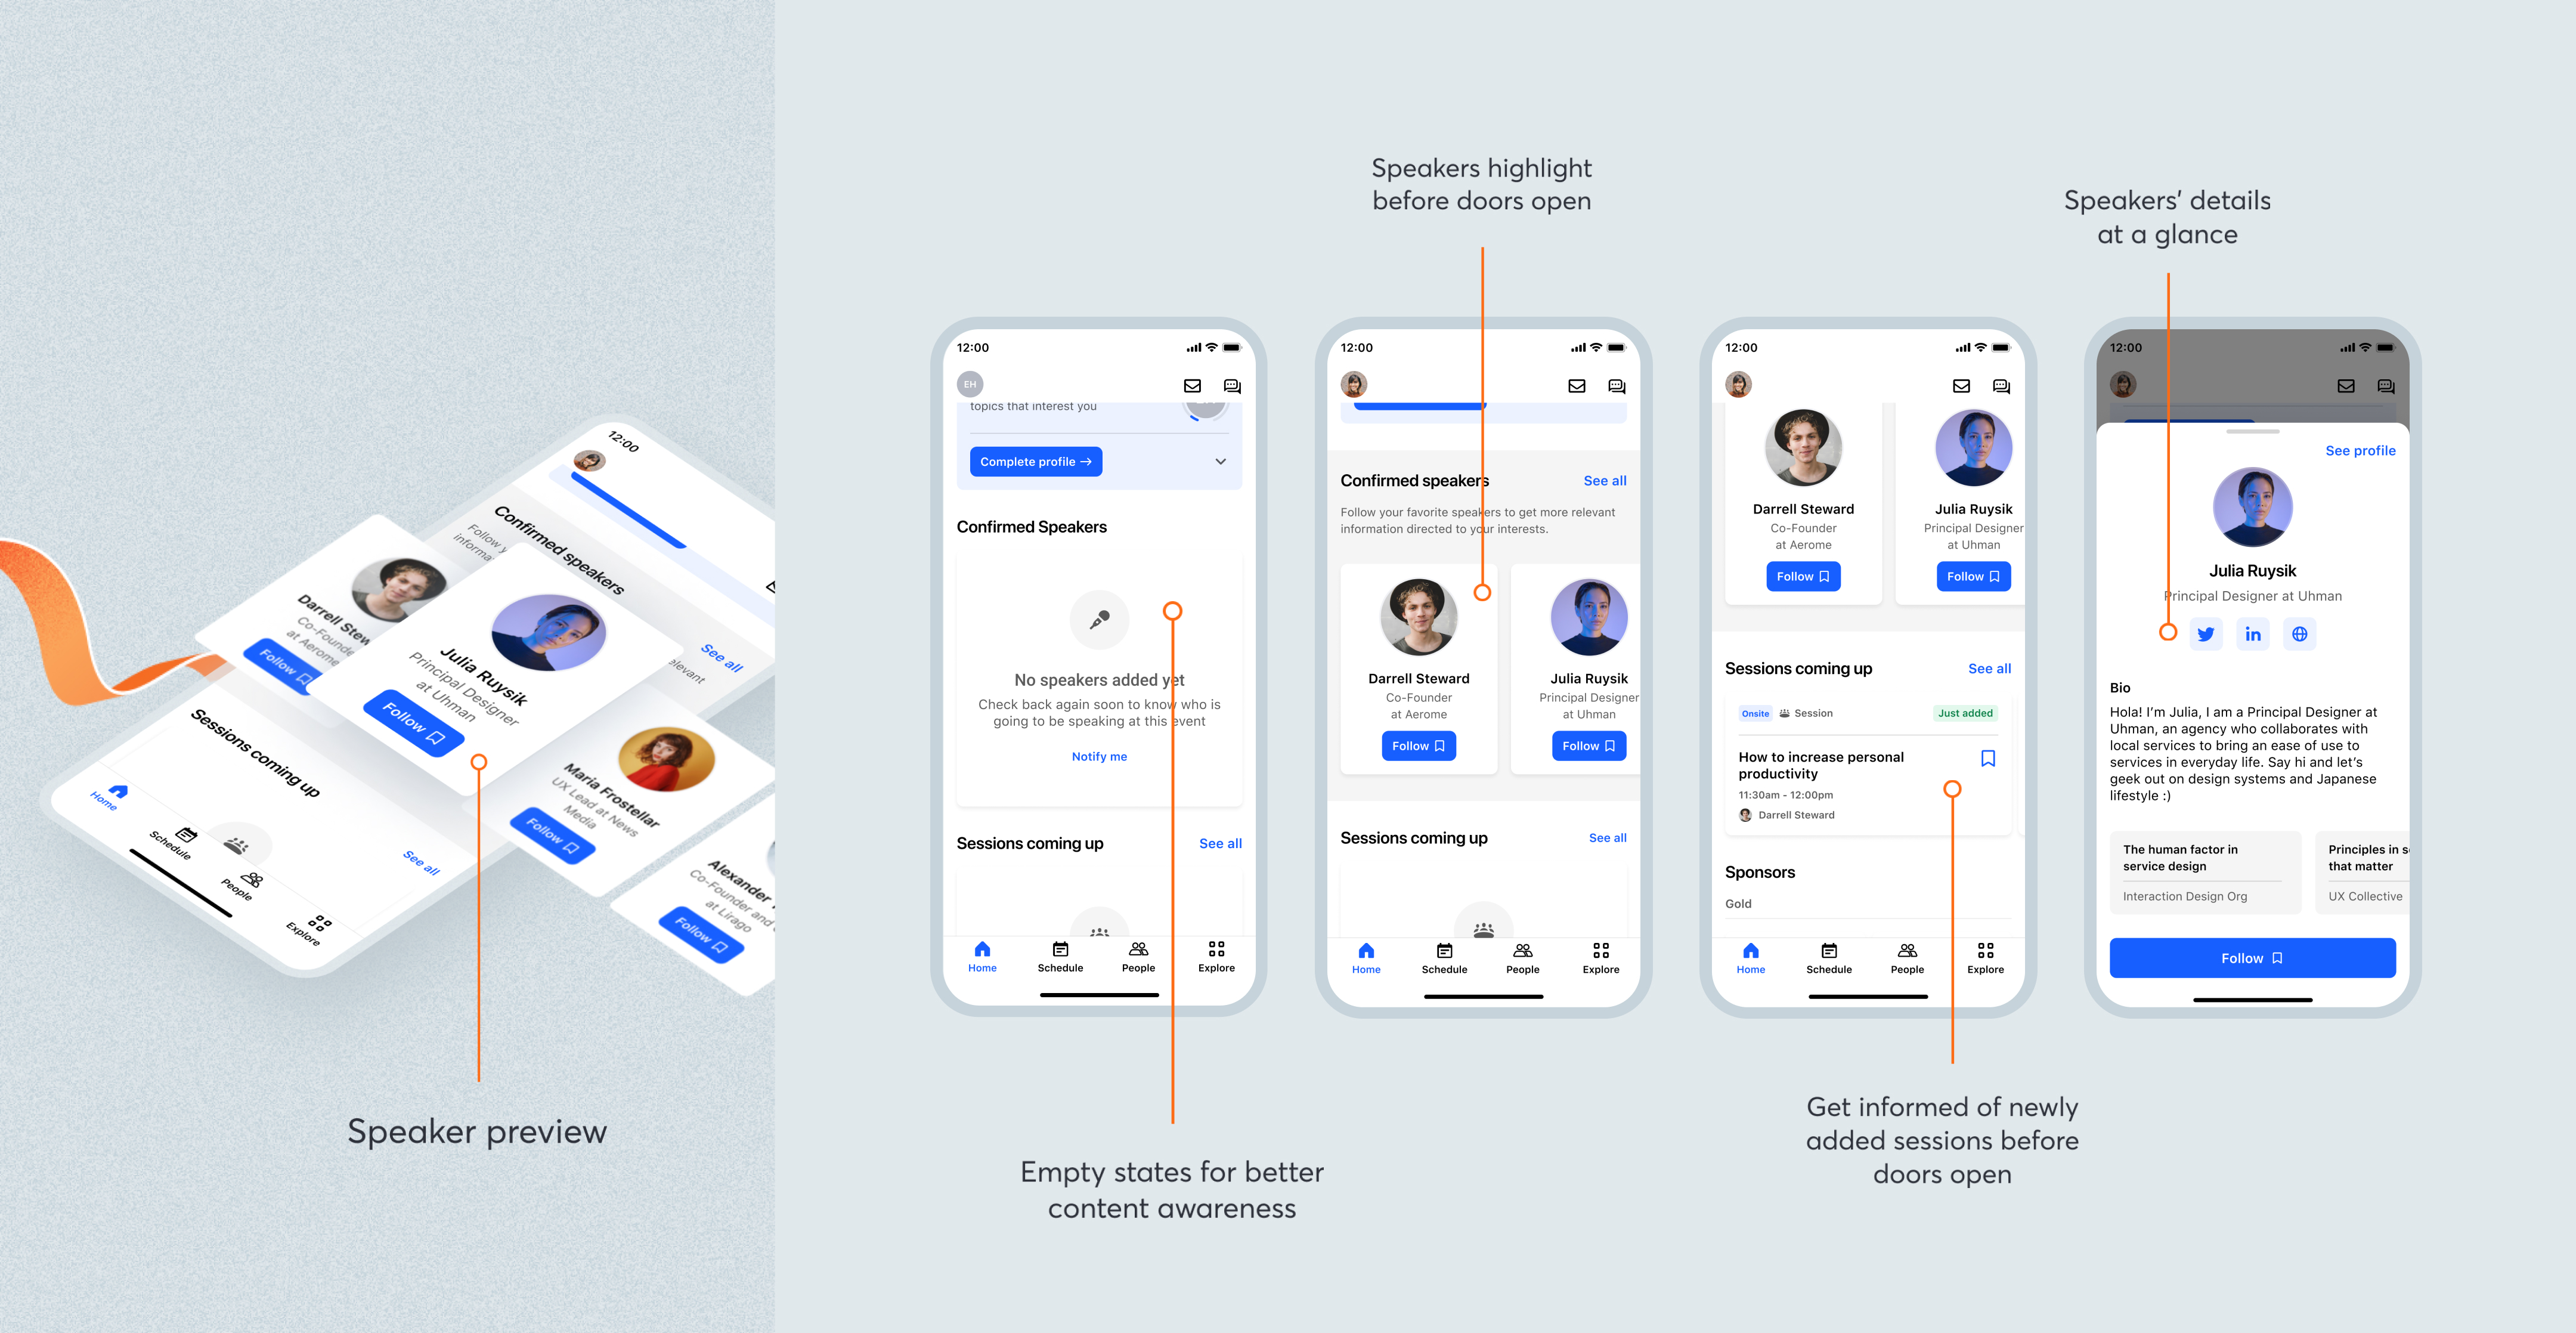 12:00
Confirmed speakers
Follow y
informa
elevant
See all
Darrell Stew
Co-Founde
at Aerome
Follow
Julia Ruysik
Principal Designer
at Uhman
Follow
Maria Frostellar
UX Lead at News
Media
Follow
Alexander
Co-Founder and
at Lirago
Follow
Sessions coming up
See all
Home
Schedule
People
Explore
Speaker preview
12:00
EH
topics that interest you
Complete profile →
Confirmed Speakers
No speakers added yet
Check back again soon to know who is
going to be speaking at this event
Notify me
Sessions coming up
See all
Home
Schedule
People
Explore
Empty states for better
content awareness
Speakers highlight
before doors open
12:00
Confirmed speakers
See all
Follow your favorite speakers to get more relevant
information directed to your interests.
Darrell Steward
Co-Founder
at Aerome
Follow
Julia Ruysik
Principal Designer
at Uhman
Follow
Sessions coming up
See all
Home
Schedule
People
Explore
12:00
Darrell Steward
Co-Founder
at Aerome
Follow
Julia Ruysik
Principal Designer
at Uhman
Follow
Sessions coming up
See all
Onsite
Session
Just added
How to increase personal
productivity
11:30am - 12:00pm
Darrell Steward
Sponsors
Gold
Home
Schedule
People
Explore
Get informed of newly
added sessions before
doors open
Speakers' details
at a glance
12:00
See profile
Julia Ruysik
Principal Designer at Uhman
in
Bio
Hola! I'm Julia, I am a Principal Designer at
Uhman, an agency who collaborates with
local services to bring an ease of use to
services in everyday life. Say hi and let's
geek out on design systems and Japanese
lifestyle :)
The human factor in
service design
Interaction Design Org
Principles in s
that matter
UX Collective
Follow